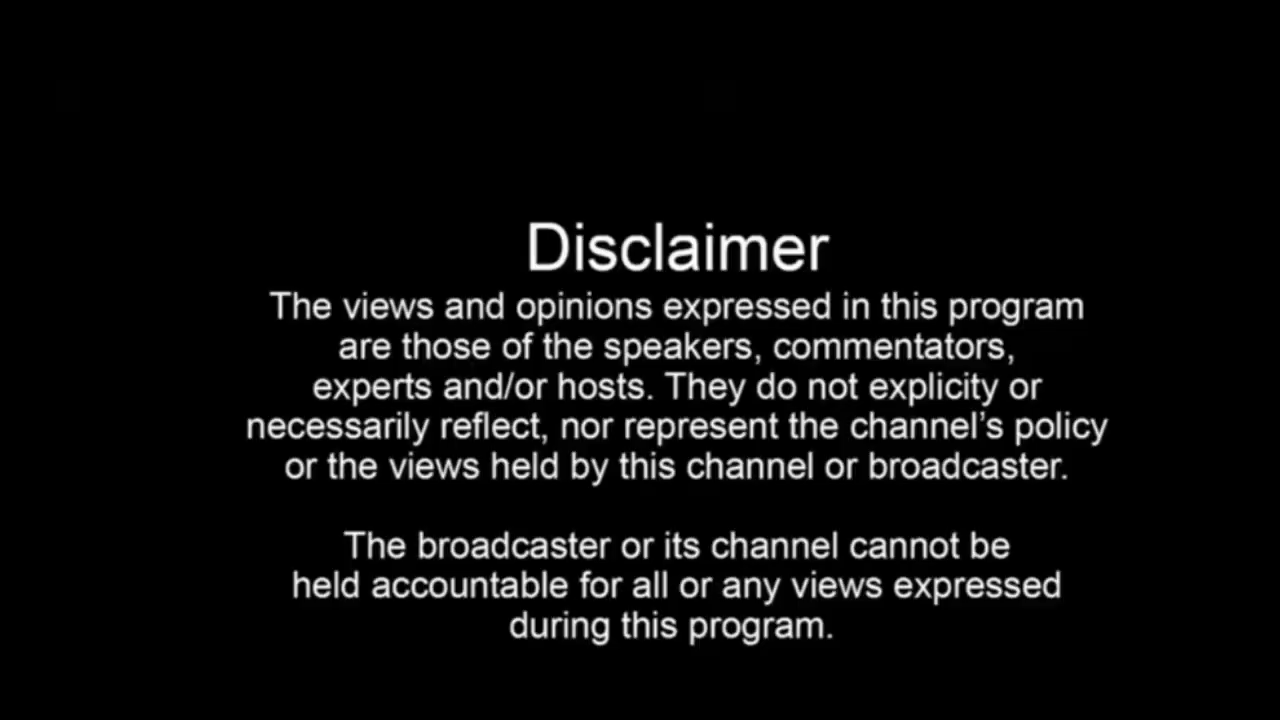 Disclaimer
The views and opinions expressed in this program
are those of the speakers, commentators,
experts and/or hosts. They do not explicity or
necessarily reflect, nor represent the channel’s policy
or the views held by this channel or broadcaster.
The broadcaster or its channel cannot be
held accountable for all or any views expressed
during this program.